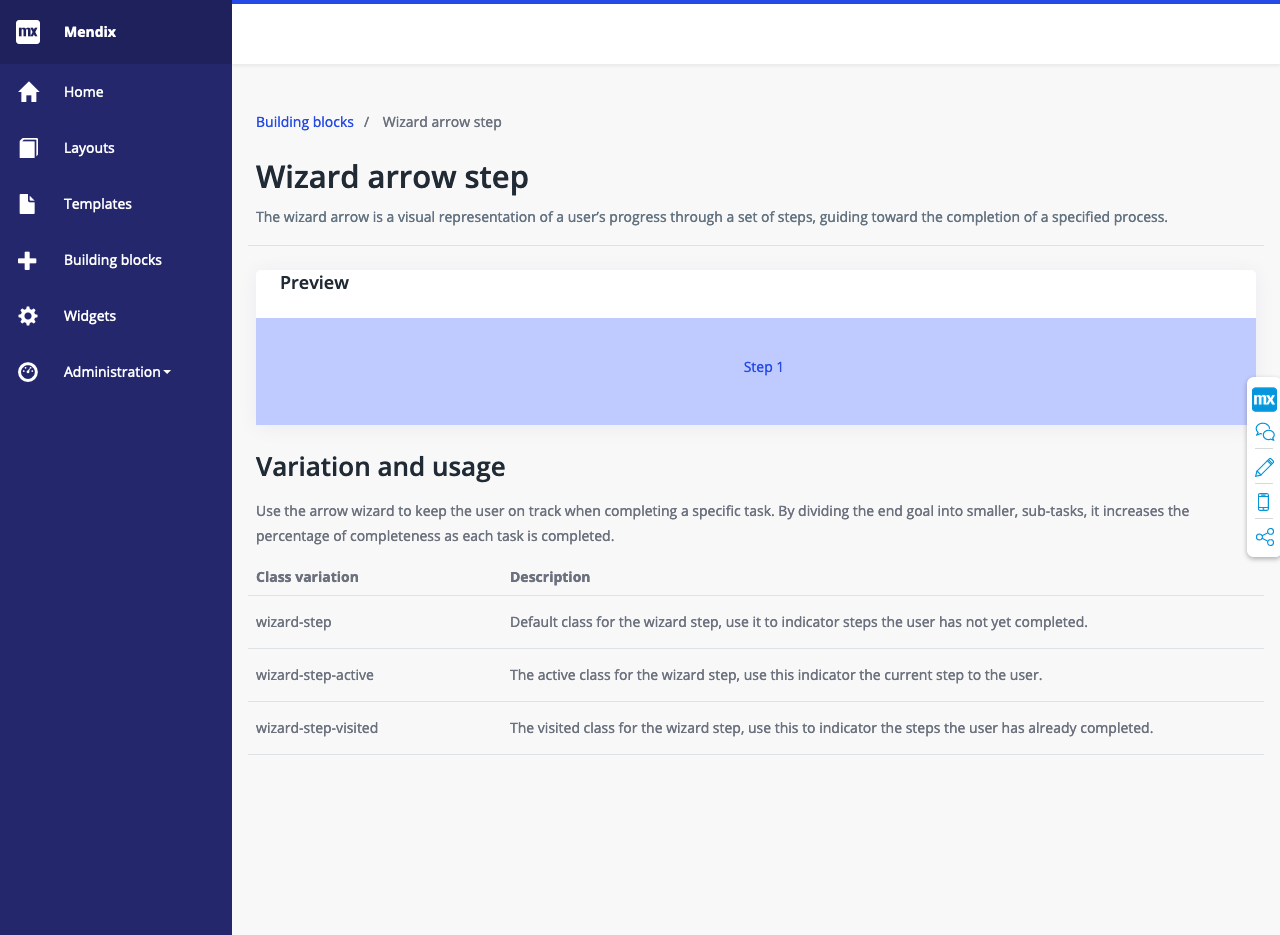 mx Mendix
Home
Layouts
Templates
Building blocks
Widgets
Administration
Building blocks / Wizard arrow step
Wizard arrow step
The wizard arrow is a visual representation of a user’s progress through a set of steps, guiding toward the completion of a specified process.
Preview
Step 1
mx
Variation and usage
Use the arrow wizard to keep the user on track when completing a specific task. By dividing the end goal into smaller, sub-tasks, it increases the
percentage of completeness as each task is completed.
Class variation Description
wizard-step Default class for the wizard step, use it to indicator steps the user has not yet completed.
wizard-step-active The active class for the wizard step, use this indicator the current step to the user.
wizard-step-visited The visited class for the wizard step, use this to indicator the steps the user has already completed.